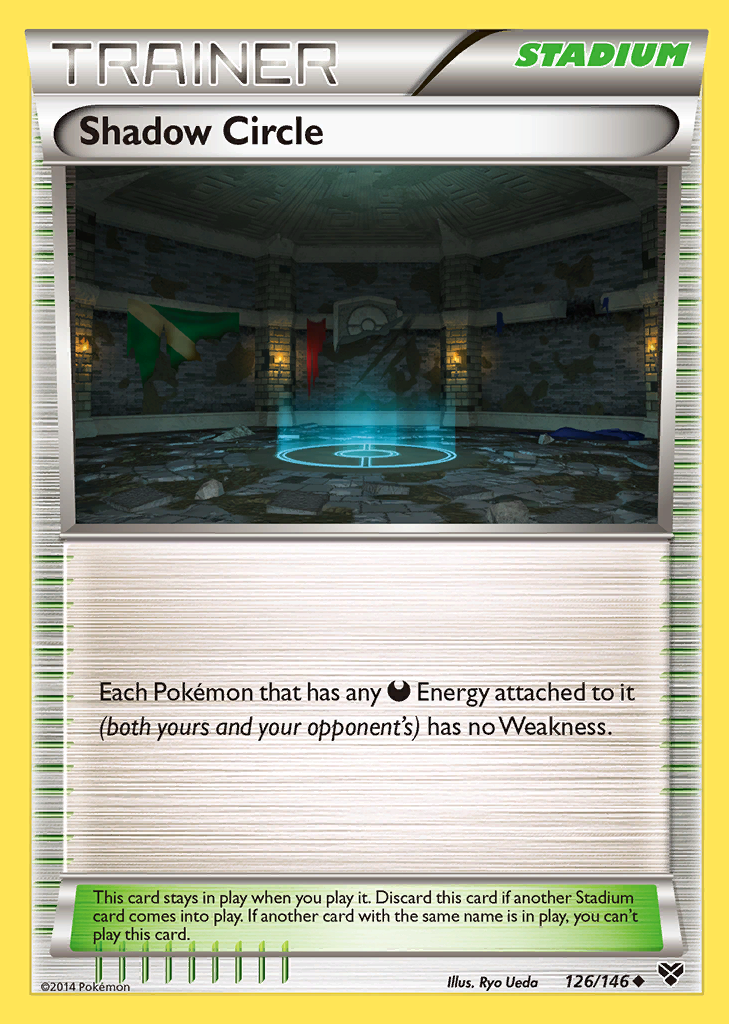 TRAINER
STADIUM
Shadow Circle
Each Pokémon that has any Energy attached to it
(both yours and your opponent's) has no Weakness.
This card stays in play when you play it. Discard this card if another Stadium
card comes into play. If another card with the same name is in play, you can't
play this card.
©2014 Pokémon
Illus. Ryo Ueda
126/146